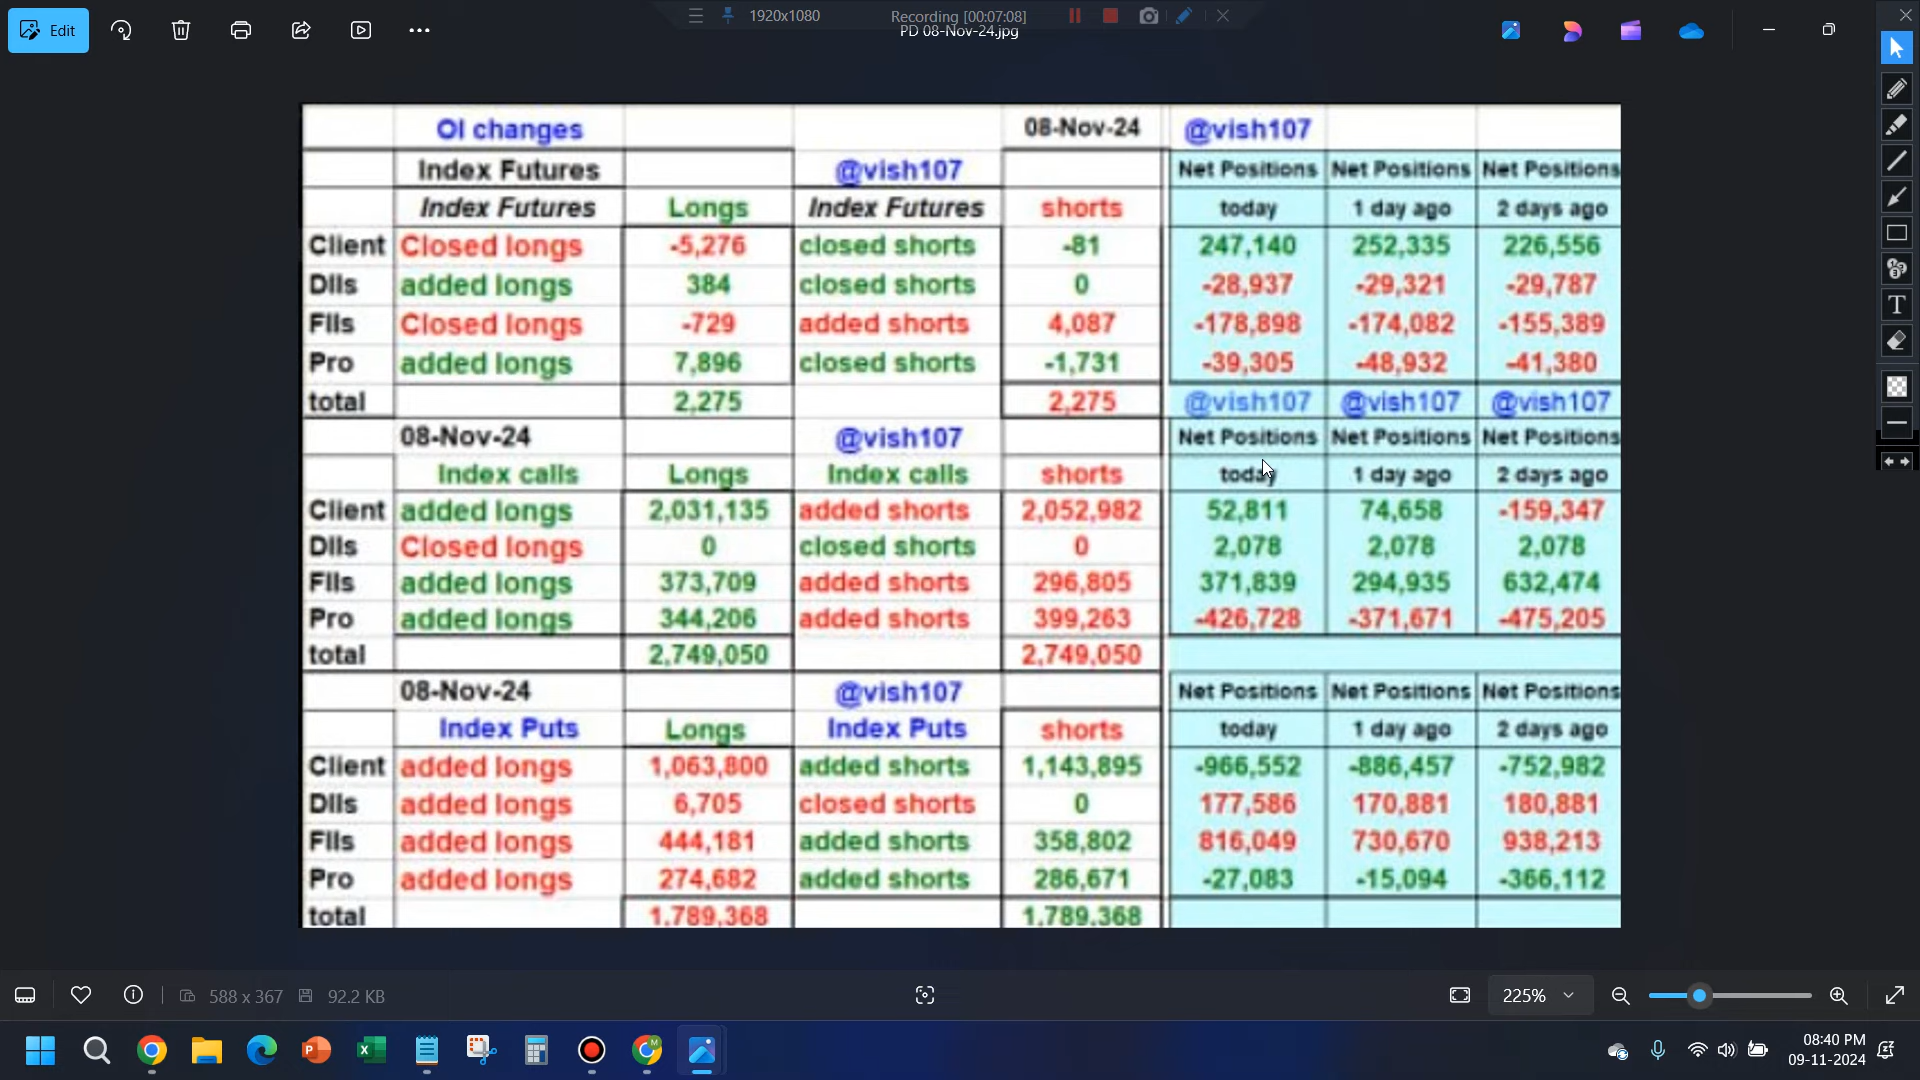 Edit
1920x1080
Recording [00:07:08]
PD 08-Nov-24.jpg
OI changes 08-Nov-24 @vish107
Index Futures @vish107 Net Positions Net Positions Net Positions
Index Futures Longs Index Futures shorts today 1 day ago 2 days ago
Client Closed longs -5,276 closed shorts -81 247,140 252,335 226,556
DIIs added longs 384 closed shorts 0 -28,937 -29,321 -29,787
FIIs Closed longs -729 added shorts 4,087 -178,898 -174,082 -155,389
Pro added longs 7,896 closed shorts -1,731 -39,305 -48,932 -41,380
total 2,275 2,275 @vish107 @vish107 @vish107
08-Nov-24 @vish107 Net Positions Net Positions Net Positions
Index calls Longs Index calls shorts today 1 day ago 2 days ago
Client added longs 2,031,135 added shorts 2,052,982 52,811 74,658 -159,347
DIIs Closed longs 0 closed shorts 0 2,078 2,078 2,078
FIIs added longs 373,709 added shorts 296,805 371,839 294,935 632,474
Pro added longs 344,206 added shorts 399,263 -426,728 -371,671 -475,205
total 2,749,050 2,749,050
08-Nov-24 @vish107 Net Positions Net Positions Net Positions
Index Puts Longs Index Puts shorts today 1 day ago 2 days ago
Client added longs 1,063,800 added shorts 1,143,895 -966,552 -886,457 -752,982
DIIs added longs 6,705 closed shorts 0 177,586 170,881 180,881
FIIs added longs 444,181 added shorts 358,802 816,049 730,670 938,213
Pro added longs 274,682 added shorts 286,671 -27,083 -15,094 -366,112
total 1,789,368 1,789,368
588 x 367 92.2 KB 225%
08:40 PM
09-11-2024